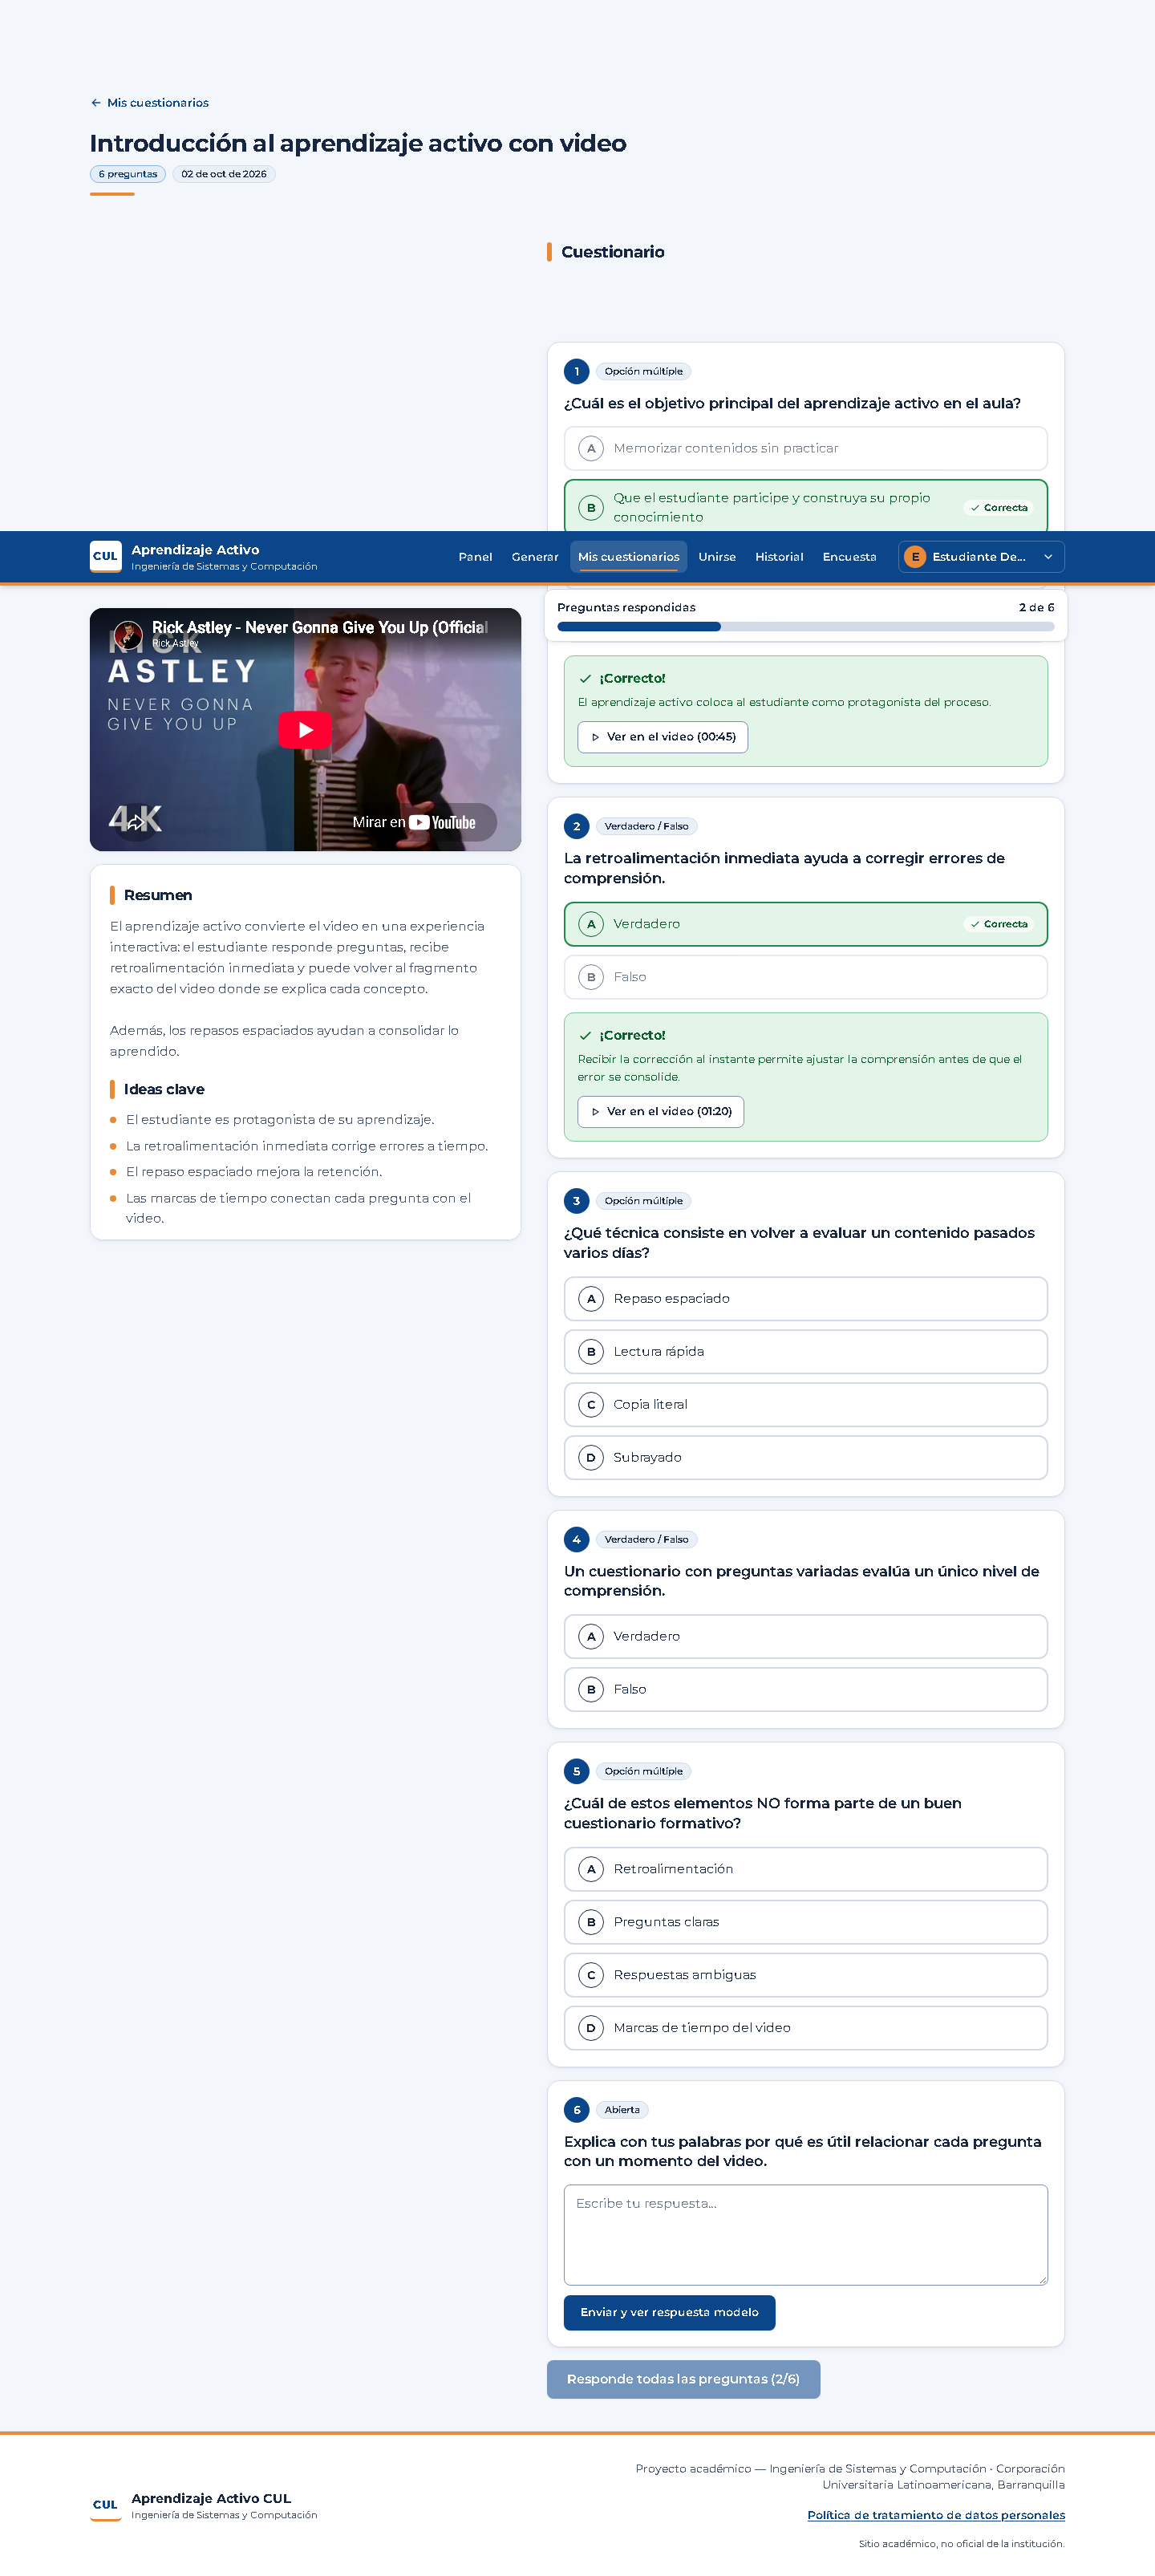 ← Mis cuestionarios
Introducción al aprendizaje activo con video
6 preguntas
02 de oct de 2026
Cuestionario
1
Opción múltiple
¿Cuál es el objetivo principal del aprendizaje activo en el aula?
A
Memorizar contenidos sin practicar
B
Que el estudiante participe y construya su propio
conocimiento
Correcta
CUL
Aprendizaje Activo
Ingeniería de Sistemas y Computación
Panel
Generar
Mis cuestionarios
Unirse
Historial
Encuesta
E
Estudiante De...
Preguntas respondidas
2 de 6
Rick Astley - Never Gonna Give You Up (Official
Rick Astley
RICK
ASTLEY
NEVER GONNA
GIVE YOU UP
4K
Mirar en YouTube
¡Correcto!
El aprendizaje activo coloca al estudiante como protagonista del proceso.
Ver en el video (00:45)
Resumen
El aprendizaje activo convierte el video en una experiencia
interactiva: el estudiante responde preguntas, recibe
retroalimentación inmediata y puede volver al fragmento
exacto del video donde se explica cada concepto.
Además, los repasos espaciados ayudan a consolidar lo
aprendido.
Ideas clave
El estudiante es protagonista de su aprendizaje.
La retroalimentación inmediata corrige errores a tiempo.
El repaso espaciado mejora la retención.
Las marcas de tiempo conectan cada pregunta con el
video.
2
Verdadero / Falso
La retroalimentación inmediata ayuda a corregir errores de
comprensión.
A
Verdadero
Correcta
B
Falso
¡Correcto!
Recibir la corrección al instante permite ajustar la comprensión antes de que el
error se consolide.
Ver en el video (01:20)
3
Opción múltiple
¿Qué técnica consiste en volver a evaluar un contenido pasados
varios días?
A
Repaso espaciado
B
Lectura rápida
C
Copia literal
D
Subrayado
4
Verdadero / Falso
Un cuestionario con preguntas variadas evalúa un único nivel de
comprensión.
A
Verdadero
B
Falso
5
Opción múltiple
¿Cuál de estos elementos NO forma parte de un buen
cuestionario formativo?
A
Retroalimentación
B
Preguntas claras
C
Respuestas ambiguas
D
Marcas de tiempo del video
6
Abierta
Explica con tus palabras por qué es útil relacionar cada pregunta
con un momento del video.
Escribe tu respuesta...
Enviar y ver respuesta modelo
Responde todas las preguntas (2/6)
CUL
Aprendizaje Activo CUL
Ingeniería de Sistemas y Computación
Proyecto académico — Ingeniería de Sistemas y Computación · Corporación
Universitaria Latinoamericana, Barranquilla
Política de tratamiento de datos personales
Sitio académico, no oficial de la institución.